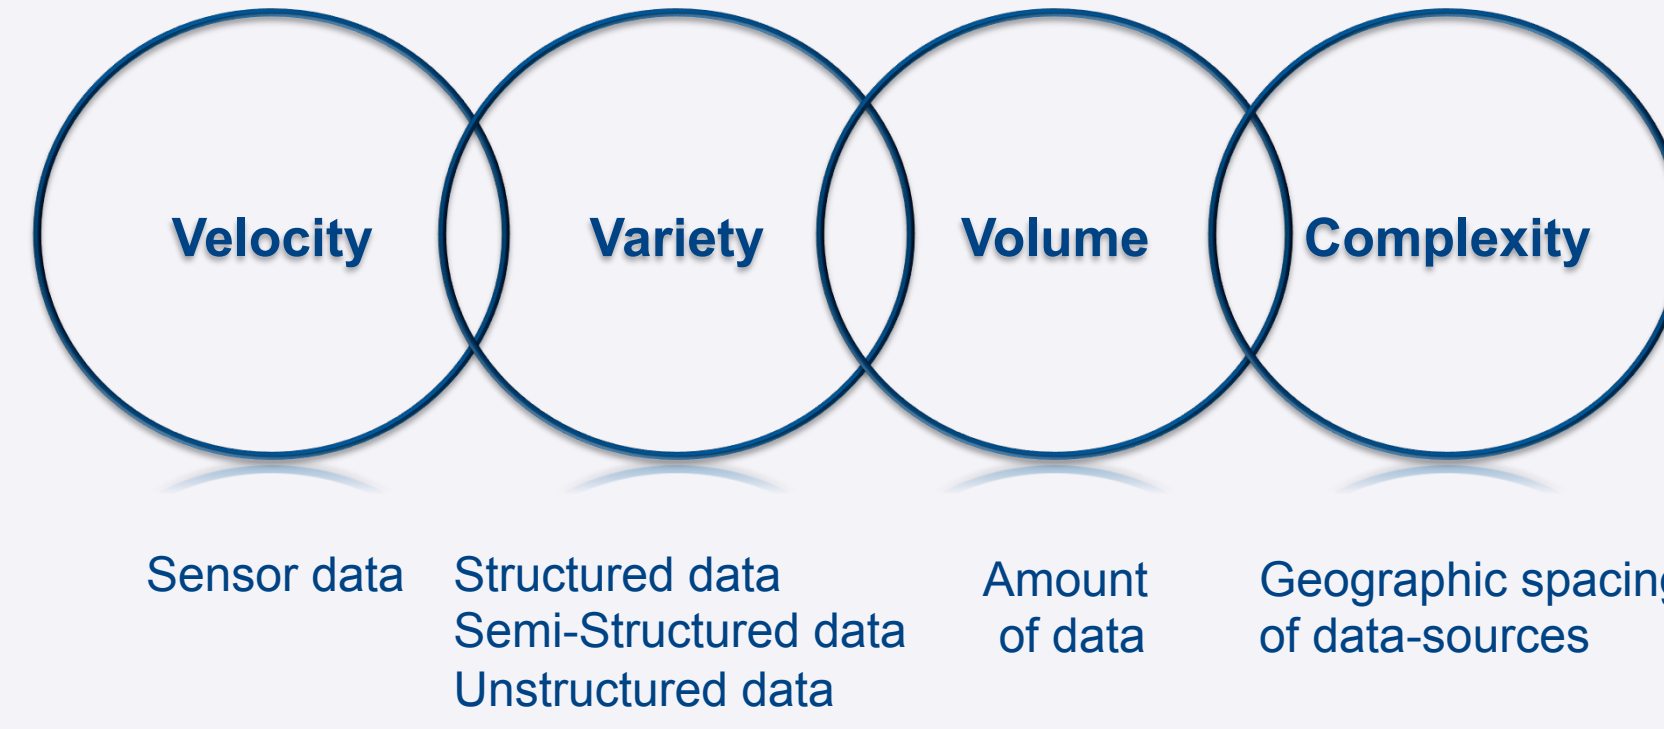 Velocity
Variety
Volume
Complexity
Sensor data
Structured data
Semi-Structured data
Unstructured data
Amount
of data
Geographic spacing
of data-sources